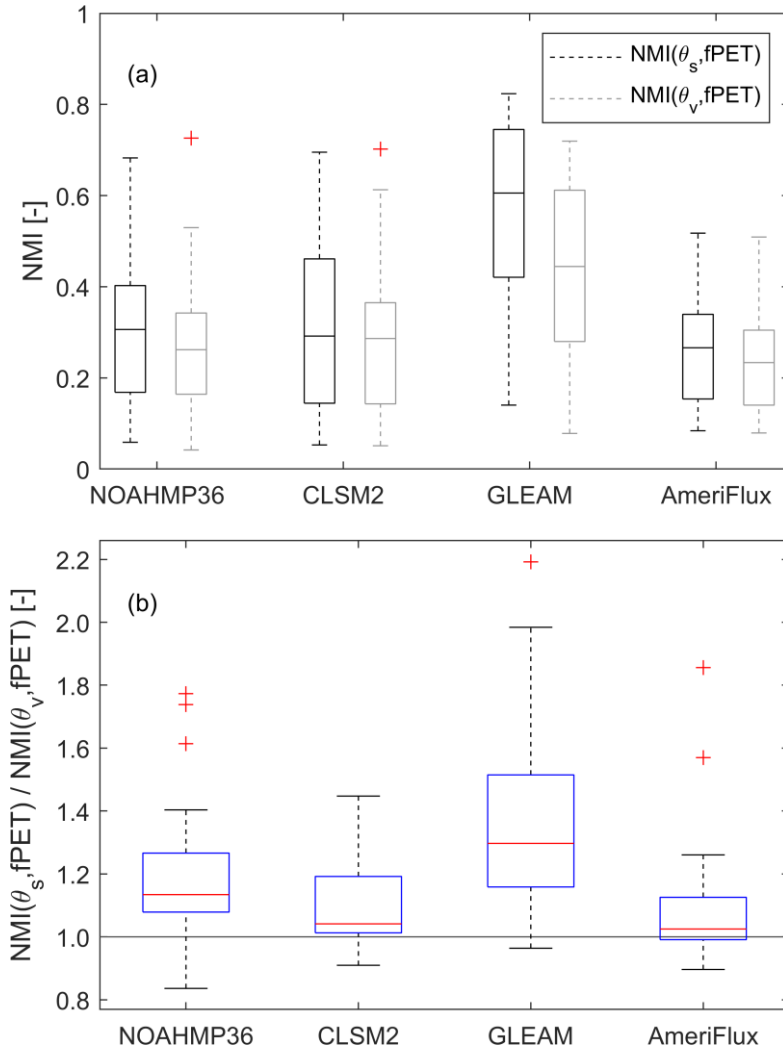 1
(a)
NMI(θs,fPET)
NMI(θv,fPET)
0.8
0.6
NMI [-]
0.4
0.2
0
NOAHMP36 CLSM2 GLEAM AmeriFlux
2.2
(b)
2.0
1.8
1.6
NMI(θs,fPET) / NMI(θv,fPET) [-]
1.4
1.2
1.0
0.8
NOAHMP36 CLSM2 GLEAM AmeriFlux